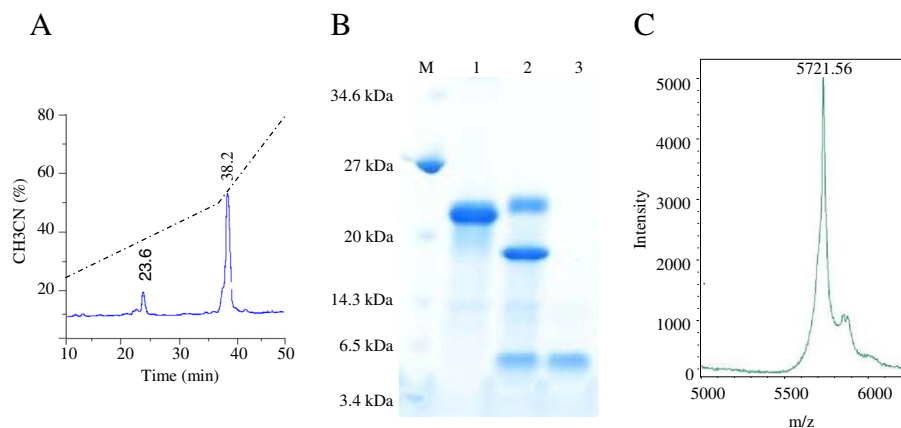 A
B
C
80
60
40
20
CH3CN (%)
23.6
38.2
10 20 30 40 50
Time (min)
M 1 2 3
34.6 kDa
27 kDa
20 kDa
14.3 kDa
6.5 kDa
3.4 kDa
5721.56
5000
4000
3000
2000
1000
0
Intensity
5000 5500 6000
m/z